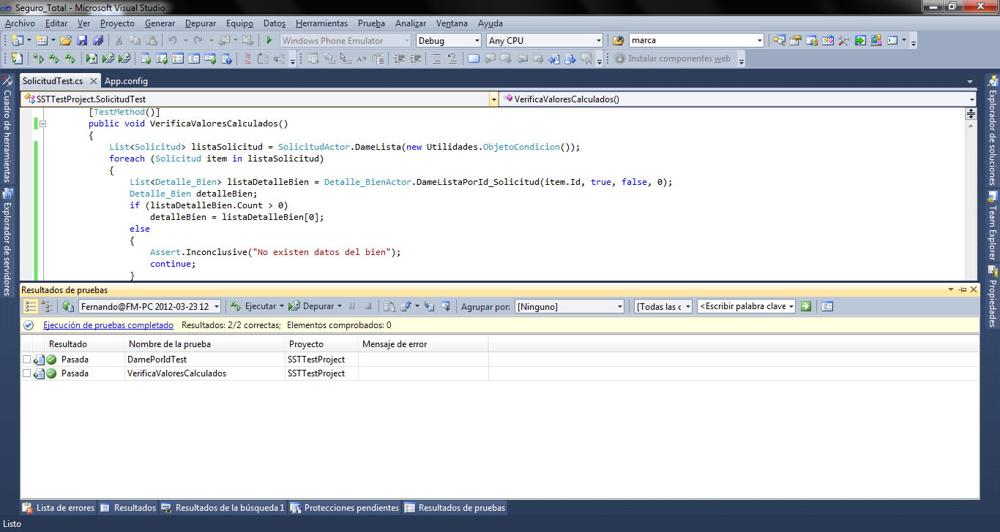 Seguro_Total - Microsoft Visual Studio
Archivo Editar Ver Proyecto Generar Depurar Equipo Datos Herramientas Prueba Analizar Ventana Ayuda
Windows Phone Emulator Debug Any CPU marca
Instalar componentes web
SolicitudTest.cs App.config
SSTTestProject.SolicitudTest VerificaValoresCalculados()
[TestMethod()]
public void VerificaValoresCalculados()
{
List<Solicitud> listaSolicitud = SolicitudActor.DameLista(new Utilidades.ObjetoCondicion());
foreach (Solicitud item in listaSolicitud)
{
List<Detalle_Bien> listaDetalleBien = Detalle_BienActor.DameListaPorId_Solicitud(item.Id, true, false, 0);
Detalle_Bien detalleBien;
if (listaDetalleBien.Count > 0)
detalleBien = listaDetalleBien[0];
else
{
Assert.Inconclusive("No existen datos del bien");
continue;
}
Cuadro de herramientas
Explorador de servidores
Explorador de soluciones
Team Explorer
Propiedades
Resultados de pruebas
Fernando@FM-PC 2012-03-23 12: Ejecutar Depurar Agrupar por: [Ninguno] [Todas las c <Escribir palabra clave
Ejecución de pruebas completado Resultados: 2/2 correctas; Elementos comprobados: 0
Resultado Nombre de la prueba Proyecto Mensaje de error
Pasada DamePorIdTest SSTTestProject
Pasada VerificaValoresCalculados SSTTestProject
Lista de errores Resultados Resultados de la búsqueda 1 Protecciones pendientes Resultados de pruebas
Listo